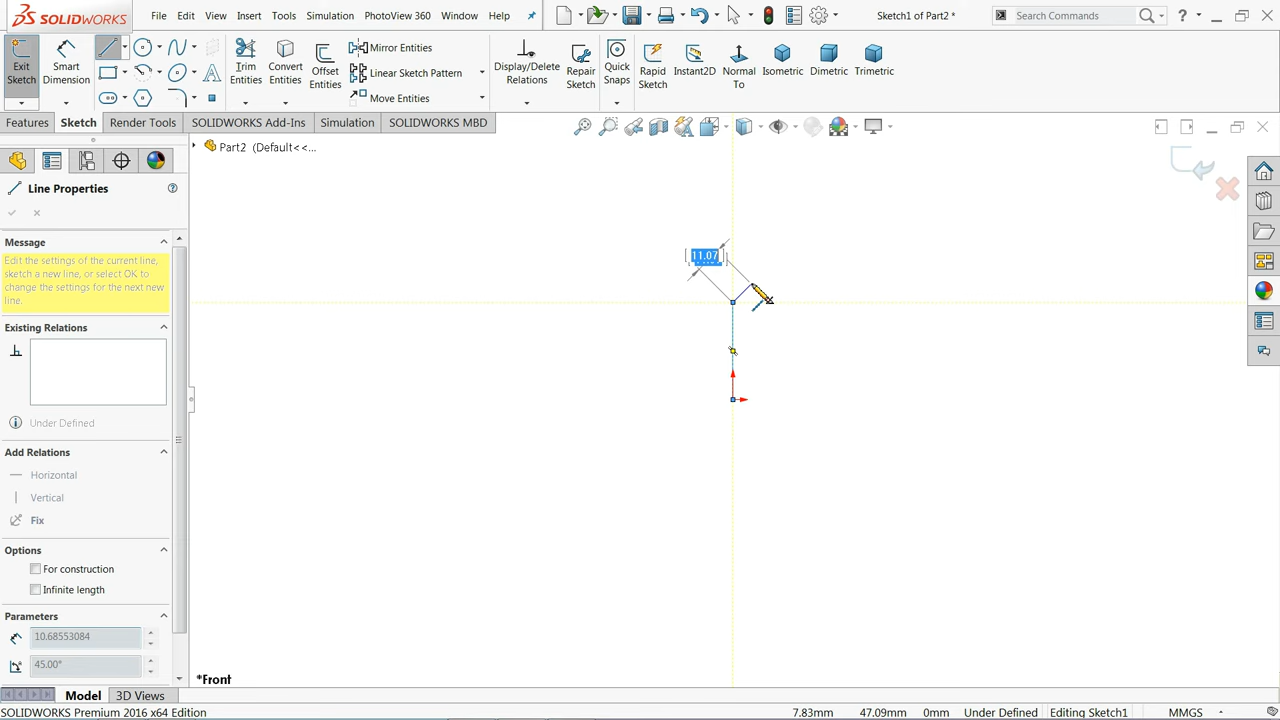 SOLIDWORKS
File Edit View Insert Tools Simulation PhotoView 360 Window Help
Sketch1 of Part2 *
Search Commands
Exit Sketch
Smart Dimension
Trim Entities
Convert Entities
Offset Entities
Mirror Entities
Linear Sketch Pattern
Move Entities
Display/Delete Relations
Repair Sketch
Quick Snaps
Rapid Sketch
Instant2D
Normal To
Isometric
Dimetric
Trimetric
Features Sketch Render Tools SOLIDWORKS Add-Ins Simulation SOLIDWORKS MBD
Part2 (Default<<...
Line Properties
Message
Edit the settings of the current line,
sketch a new line, or select OK to
change the settings for the next new
line.
Existing Relations
Under Defined
Add Relations
Horizontal
Vertical
Fix
Options
For construction
Infinite length
Parameters
10.68553084
45.00°
11.07
*Front
Model 3D Views
SOLIDWORKS Premium 2016 x64 Edition
7.83mm 47.09mm 0mm Under Defined Editing Sketch1 MMGS